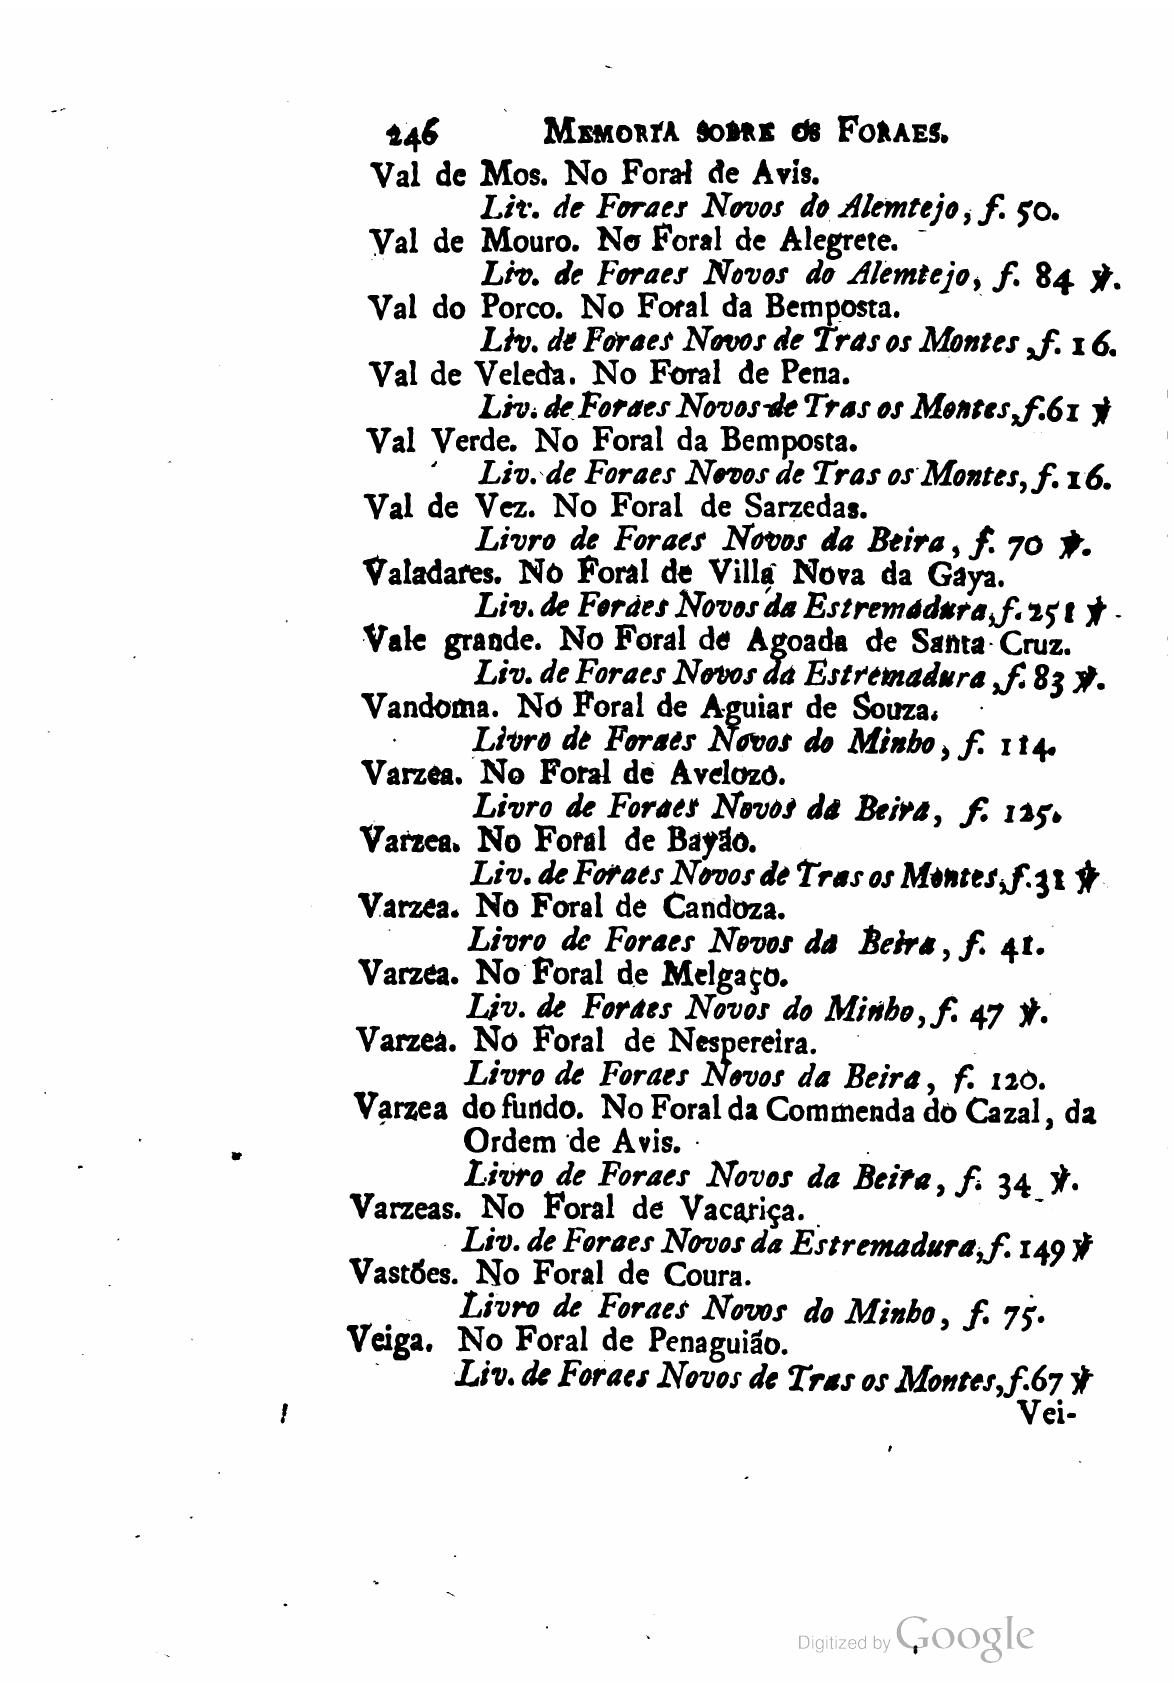 246 MEMORIA SOBRE OS FORAES.
Val de Mos. No Foral de Avis.
Liv. de Foraes Novos do Alemtejo, f. 50.
Val de Mouro. No Foral de Alegrete.
Liv. de Foraes Novos do Alemtejo, f. 84 ℣.
Val do Porco. No Foral da Bemposta.
Liv. de Foraes Novos de Tras os Montes, f. 16.
Val de Veleda. No Foral de Pena.
Liv. de Foraes Novos de Tras os Montes, f. 61 ℣
Val Verde. No Foral da Bemposta.
Liv. de Foraes Novos de Tras os Montes, f. 16.
Val de Vez. No Foral de Sarzedas.
Livro de Foraes Novos da Beira, f. 70 ℣.
Valadares. No Foral de Villa Nova da Gaya.
Liv. de Foraes Novos da Estremadura, f. 251 ℣
Vale grande. No Foral de Agoada de Santa Cruz.
Liv. de Foraes Novos da Estremadura, f. 83 ℣.
Vandoma. No Foral de Aguiar de Souza.
Livro de Foraes Novos do Minho, f. 114.
Varzea. No Foral de Avelozo.
Livro de Foraes Novos da Beira, f. 125.
Varzea. No Foral de Bayão.
Liv. de Foraes Novos de Tras os Montes, f. 31 ℣
Varzea. No Foral de Candoza.
Livro de Foraes Novos da Beira, f. 41.
Varzea. No Foral de Melgaço.
Liv. de Foraes Novos do Minho, f. 47 ℣.
Varzea. No Foral de Nespereira.
Livro de Foraes Novos da Beira, f. 120.
Varzea do fundo. No Foral da Commenda do Cazal, da
Ordem de Avis.
Livro de Foraes Novos da Beira, f. 34 ℣.
Varzeas. No Foral de Vacariça.
Liv. de Foraes Novos da Estremadura, f. 149 ℣
Vastões. No Foral de Coura.
Livro de Foraes Novos do Minho, f. 75.
Veiga. No Foral de Penaguião.
Liv. de Foraes Novos de Tras os Montes, f. 67 ℣
Vei-
Digitized by Google